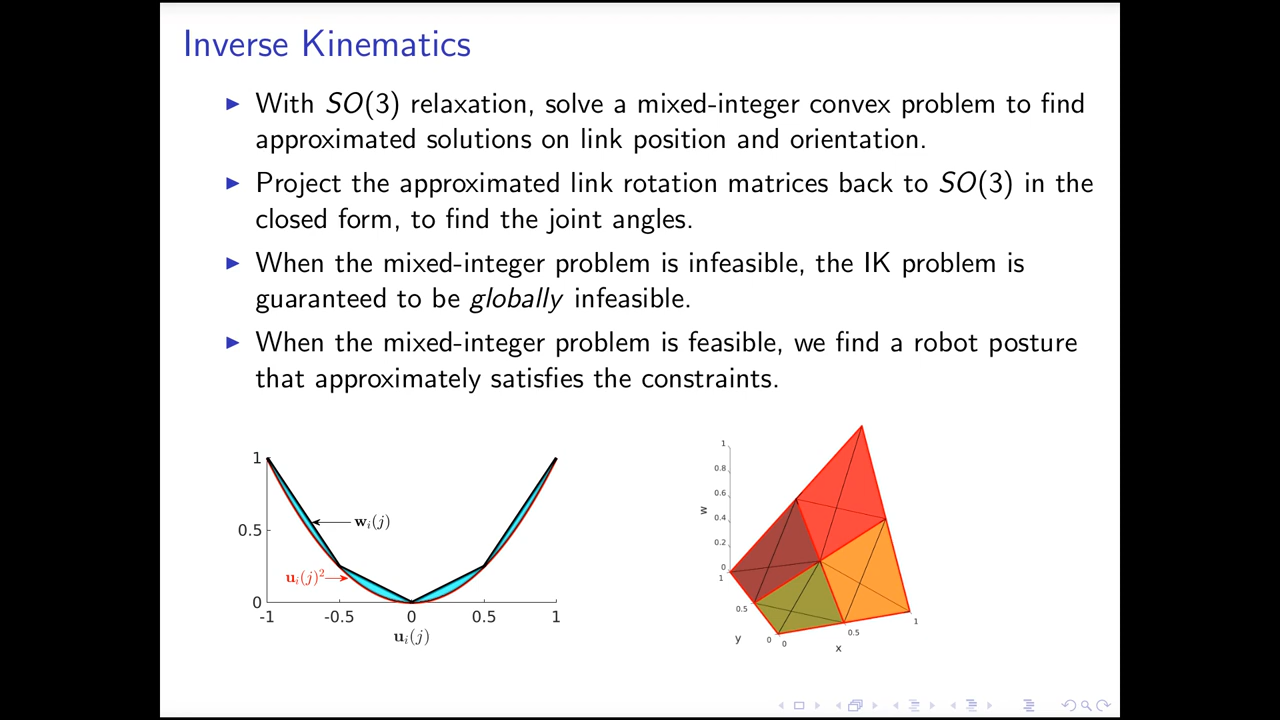 Inverse Kinematics
▶ With SO(3) relaxation, solve a mixed-integer convex problem to find
approximated solutions on link position and orientation.
▶ Project the approximated link rotation matrices back to SO(3) in the
closed form, to find the joint angles.
▶ When the mixed-integer problem is infeasible, the IK problem is
guaranteed to be globally infeasible.
▶ When the mixed-integer problem is feasible, we find a robot posture
that approximately satisfies the constraints.
1
0.5
0
w_i(j)
u_i(j)²
-1 -0.5 0 0.5 1
u_i(j)
1
0.8
0.6
0.4
0.2
0
w
1
0.5
0
y
0
0.5
1
x